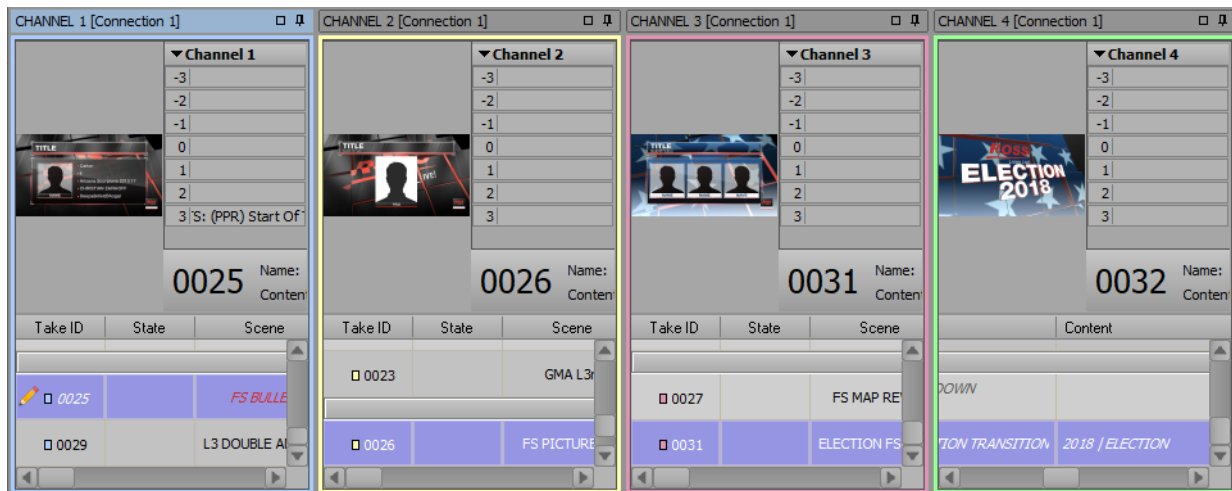 CHANNEL 1 [Connection 1]
Channel 1
-3
-2
-1
0
1
2
3 'S: (PPR) Start Of
TITLE
NAME
0025
Name:
Conten
Take ID State Scene
0025 FS BULLE
0029 L3 DOUBLE A
CHANNEL 2 [Connection 1]
Channel 2
-3
-2
-1
0
1
2
3
TITLE
LIVE!
0026
Name:
Conten
Take ID State Scene
0023 GMA L3
0026 FS PICTURE
CHANNEL 3 [Connection 1]
Channel 3
-3
-2
-1
0
1
2
3
TITLE
NAME NAME NAME
0031
Name:
Conten
Take ID State Scene
0027 FS MAP RE
0031 ELECTION FS
CHANNEL 4 [Connection 1]
Channel 4
-3
-2
-1
0
1
2
3
ROSS
ELECTION
2018
0032
Name:
Conten
Content
DOWN
TION TRANSITION 2018 | ELECTION